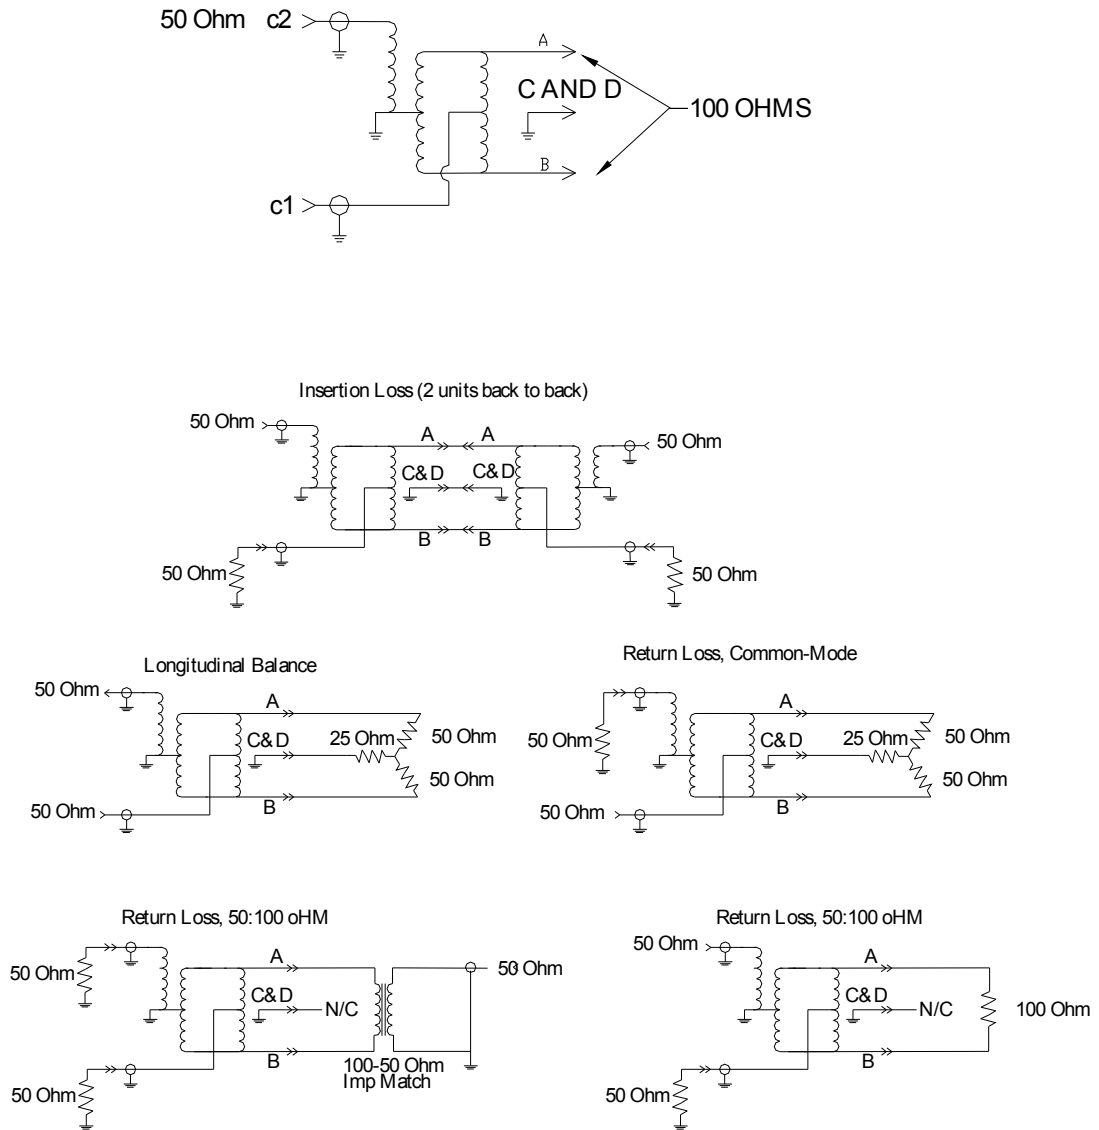 50 Ohm c2
A
C AND D
100 OHMS
B
c1
Insertion Loss (2 units back to back)
50 Ohm
A A
50 Ohm
C&D C&D
B B
50 Ohm
50 Ohm
Longitudinal Balance
50 Ohm
A
50 Ohm
C&D
25 Ohm
50 Ohm
B
50 Ohm
Return Loss, Common-Mode
A
50 Ohm
50 Ohm
C&D
25 Ohm
50 Ohm
B
50 Ohm
Return Loss, 50:100 oHM
A
50 Ohm
50 Ohm
C&D
N/C
B
100-50 Ohm
Imp Match
50 Ohm
Return Loss, 50:100 oHM
50 Ohm
A
C&D
N/C
100 Ohm
B
50 Ohm